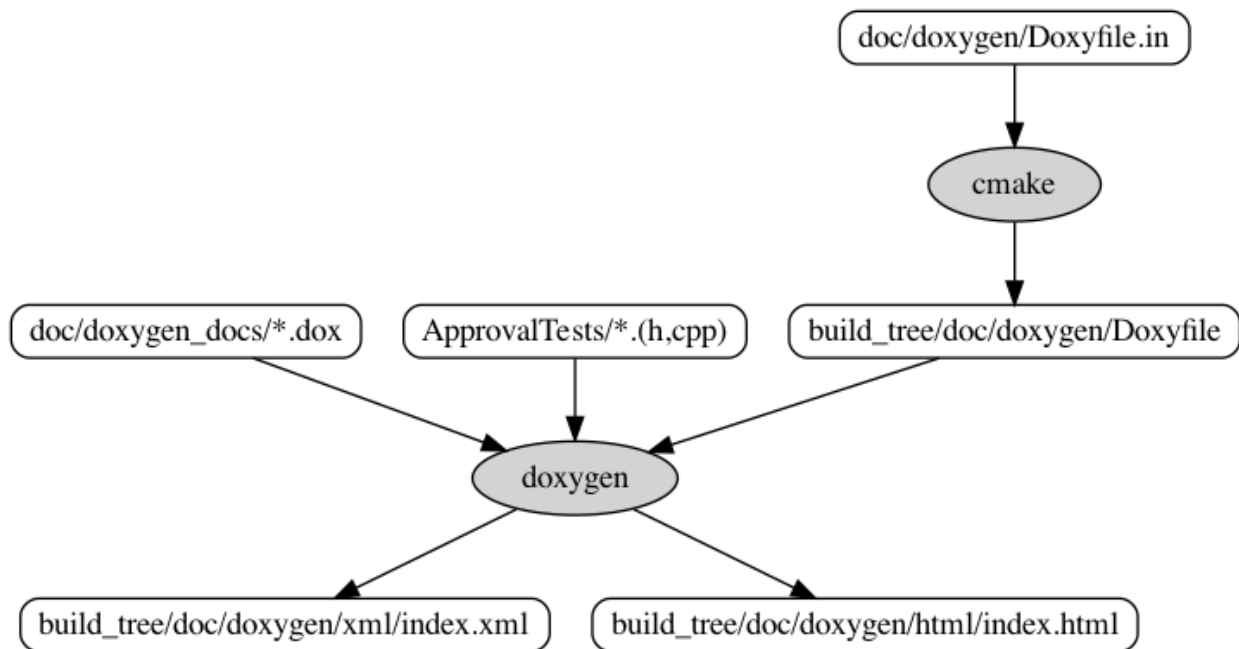 doc/doxygen/Doxyfile.in
cmake
doc/doxygen_docs/*.dox
ApprovalTests/*.(h,cpp)
build_tree/doc/doxygen/Doxyfile
doxygen
build_tree/doc/doxygen/xml/index.xml
build_tree/doc/doxygen/html/index.html